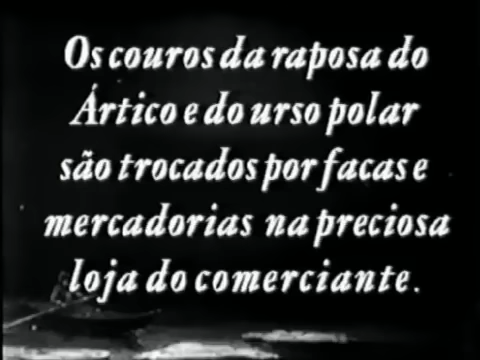 Os couros da raposa do
Ártico e do urso polar
são trocados por facas e
mercadorias na preciosa
loja do comerciante.